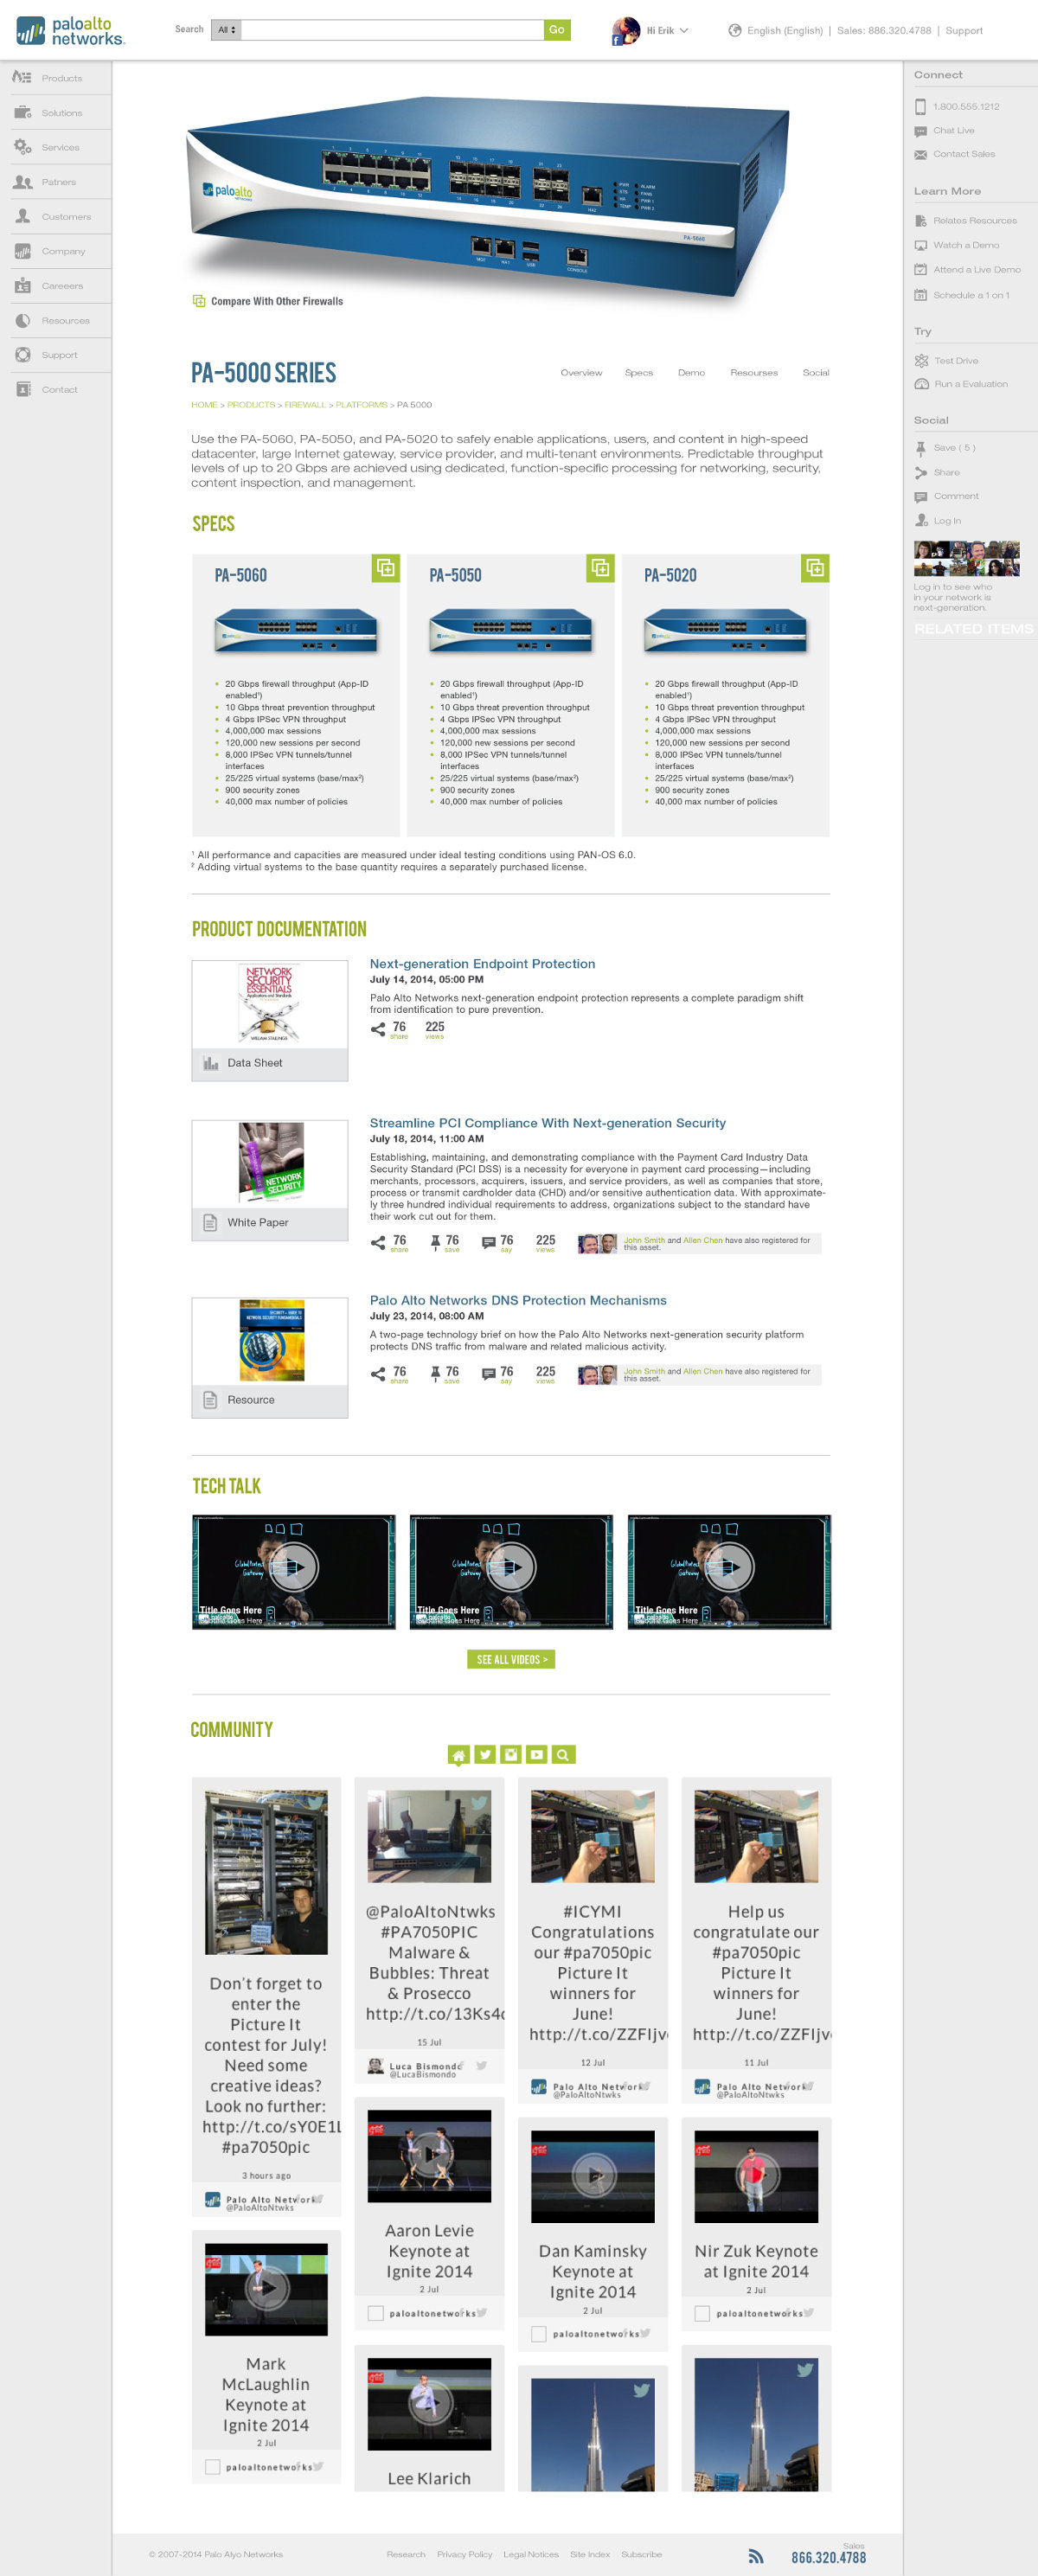 paloalto
networks.
Search
All
Go
Hi Erik
English (English) | Sales: 866.320.4788 | Support
Products
Solutions
Services
Patners
Customers
Company
Careeers
Resources
Support
Contact
paloalto
PA-5060
Compare With Other Firewalls
PA-5000 SERIES
Overview Specs Demo Resourses Social
HOME > PRODUCTS > FIREWALL > PLATFORMS > PA 5000
Use the PA-5060, PA-5050, and PA-5020 to safely enable applications, users, and content in high-speed
datacenter, large Internet gateway, service provider, and multi-tenant environments. Predictable throughput
levels of up to 20 Gbps are achieved using dedicated, function-specific processing for networking, security,
content inspection, and management.
SPECS
PA-5060
20 Gbps firewall throughput (App-ID
enabled¹)
10 Gbps threat prevention throughput
4 Gbps IPSec VPN throughput
4,000,000 max sessions
120,000 new sessions per second
8,000 IPSec VPN tunnels/tunnel
interfaces
25/225 virtual systems (base/max²)
900 security zones
40,000 max number of policies
PA-5050
20 Gbps firewall throughput (App-ID
enabled¹)
10 Gbps threat prevention throughput
4 Gbps IPSec VPN throughput
4,000,000 max sessions
120,000 new sessions per second
8,000 IPSec VPN tunnels/tunnel
interfaces
25/225 virtual systems (base/max²)
900 security zones
40,000 max number of policies
PA-5020
20 Gbps firewall throughput (App-ID
enabled¹)
10 Gbps threat prevention throughput
4 Gbps IPSec VPN throughput
4,000,000 max sessions
120,000 new sessions per second
8,000 IPSec VPN tunnels/tunnel
interfaces
25/225 virtual systems (base/max²)
900 security zones
40,000 max number of policies
¹ All performance and capacities are measured under ideal testing conditions using PAN-OS 6.0.
² Adding virtual systems to the base quantity requires a separately purchased license.
PRODUCT DOCUMENTATION
NETWORK
SECURITY
ESSENTIALS
Applications and Standards
WILLIAM STALLINGS
Data Sheet
Next-generation Endpoint Protection
July 14, 2014, 05:00 PM
Palo Alto Networks next-generation endpoint protection represents a complete paradigm shift
from identification to pure prevention.
76 share 225 views
NETWORK
SECURITY
White Paper
Streamline PCI Compliance With Next-generation Security
July 18, 2014, 11:00 AM
Establishing, maintaining, and demonstrating compliance with the Payment Card Industry Data
Security Standard (PCI DSS) is a necessity for everyone in payment card processing—including
merchants, processors, acquirers, issuers, and service providers, as well as companies that store,
process or transmit cardholder data (CHD) and/or sensitive authentication data. With approximate-
ly three hundred individual requirements to address, organizations subject to the standard have
their work cut out for them.
76 share 76 save 76 say 225 views
John Smith and Allen Chen have also registered for
this asset.
Resource
Palo Alto Networks DNS Protection Mechanisms
July 23, 2014, 08:00 AM
A two-page technology brief on how the Palo Alto Networks next-generation security platform
protects DNS traffic from malware and related malicious activity.
76 share 76 save 76 say 225 views
John Smith and Allen Chen have also registered for
this asset.
TECH TALK
GlobalProtect
Gateway
Title Goes Here
GlobalProtect
Gateway
Title Goes Here
GlobalProtect
Gateway
Title Goes Here
SEE ALL VIDEOS >
COMMUNITY
Don't forget to
enter the
Picture It
contest for July!
Need some
creative ideas?
Look no further:
http://t.co/sY0E1
#pa7050pic
3 hours ago
Palo Alto Network
@PaloAltoNtwks
Mark
McLaughlin
Keynote at
Ignite 2014
2 Jul
paloaltonetworks
@PaloAltoNtwks
#PA7050PIC
Malware &
Bubbles: Threat
& Prosecco
http://t.co/13Ks4
15 Jul
Luca Bismondo
@LucaBismondo
Aaron Levie
Keynote at
Ignite 2014
2 Jul
paloaltonetworks
Lee Klarich
#ICYMI
Congratulations
our #pa7050pic
Picture It
winners for
June!
http://t.co/ZZFIjv
12 Jul
Palo Alto Network
@PaloAltoNtwks
Dan Kaminsky
Keynote at
Ignite 2014
2 Jul
paloaltonetworks
Help us
congratulate our
#pa7050pic
Picture It
winners for
June!
http://t.co/ZZFIjv
11 Jul
Palo Alto Network
@PaloAltoNtwks
Nir Zuk Keynote
at Ignite 2014
2 Jul
paloaltonetworks
Connect
1.800.555.1212
Chat Live
Contact Sales
Learn More
Relates Resources
Watch a Demo
Attend a Live Demo
Schedule a 1 on 1
Try
Test Drive
Run a Evaluation
Social
Save ( 5 )
Share
Comment
Log In
Log in to see who
in your network is
next-generation.
RELATED ITEMS
© 2007-2014 Palo Alyo Networks
Research Privacy Policy Legal Notices Site Index Subscribe
Sales
866.320.4788